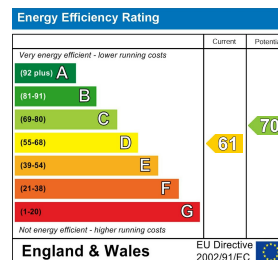 Energy Efficiency Rating
Current Potentia
Very energy efficient - lower running costs
(92 plus) A
(81-91) B
(69-80) C
70
(55-68) D
61
(39-54) E
(21-38) F
(1-20) G
Not energy efficient - higher running costs
England & Wales
EU Directive
2002/91/EC